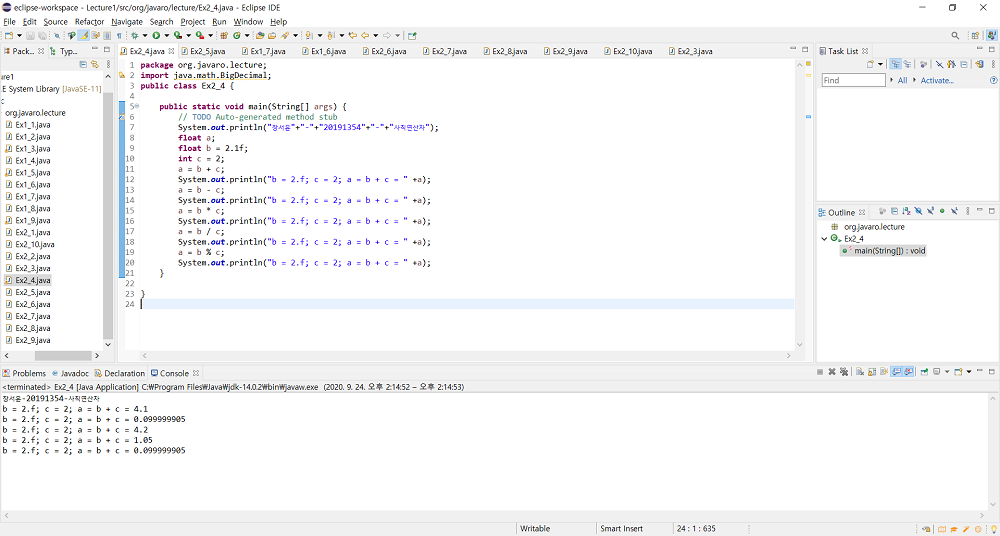 eclipse-workspace - Lecture1/src/org/javaro/lecture/Ex2_4.java - Eclipse IDE
File Edit Source Refactor Navigate Search Project Run Window Help
Pack... Typ...
Ex2_4.java Ex2_5.java Ex1_7.java Ex1_6.java Ex2_6.java Ex2_7.java Ex2_8.java Ex2_9.java Ex2_10.java Ex2_3.java
Task List
ure1
E System Library [JavaSE-11]
c
org.javaro.lecture
Ex1_1.java
Ex1_2.java
Ex1_3.java
Ex1_4.java
Ex1_5.java
Ex1_6.java
Ex1_7.java
Ex1_8.java
Ex1_9.java
Ex2_1.java
Ex2_10.java
Ex2_2.java
Ex2_3.java
Ex2_4.java
Ex2_5.java
Ex2_6.java
Ex2_7.java
Ex2_8.java
Ex2_9.java
1 package org.javaro.lecture;
2 import java.math.BigDecimal;
3 public class Ex2_4 {
4
5 public static void main(String[] args) {
6 // TODO Auto-generated method stub
7 System.out.println("장서윤"+"-"+"20191354"+"-"+"사칙연산자");
8 float a;
9 float b = 2.1f;
10 int c = 2;
11 a = b + c;
12 System.out.println("b = 2.f; c = 2; a = b + c = " +a);
13 a = b - c;
14 System.out.println("b = 2.f; c = 2; a = b + c = " +a);
15 a = b * c;
16 System.out.println("b = 2.f; c = 2; a = b + c = " +a);
17 a = b / c;
18 System.out.println("b = 2.f; c = 2; a = b + c = " +a);
19 a = b % c;
20 System.out.println("b = 2.f; c = 2; a = b + c = " +a);
21 }
22
23 }
24
Find All Activate...
Outline
org.javaro.lecture
Ex2_4
main(String[]) : void
Problems Javadoc Declaration Console
<terminated> Ex2_4 [Java Application] C:₩Program Files₩Java₩jdk-14.0.2₩bin₩javaw.exe (2020. 9. 24. 오후 2:14:52 – 오후 2:14:53)
장서윤-20191354-사칙연산자
b = 2.f; c = 2; a = b + c = 4.1
b = 2.f; c = 2; a = b + c = 0.099999905
b = 2.f; c = 2; a = b + c = 4.2
b = 2.f; c = 2; a = b + c = 1.05
b = 2.f; c = 2; a = b + c = 0.099999905
Writable Smart Insert 24 : 1 : 635